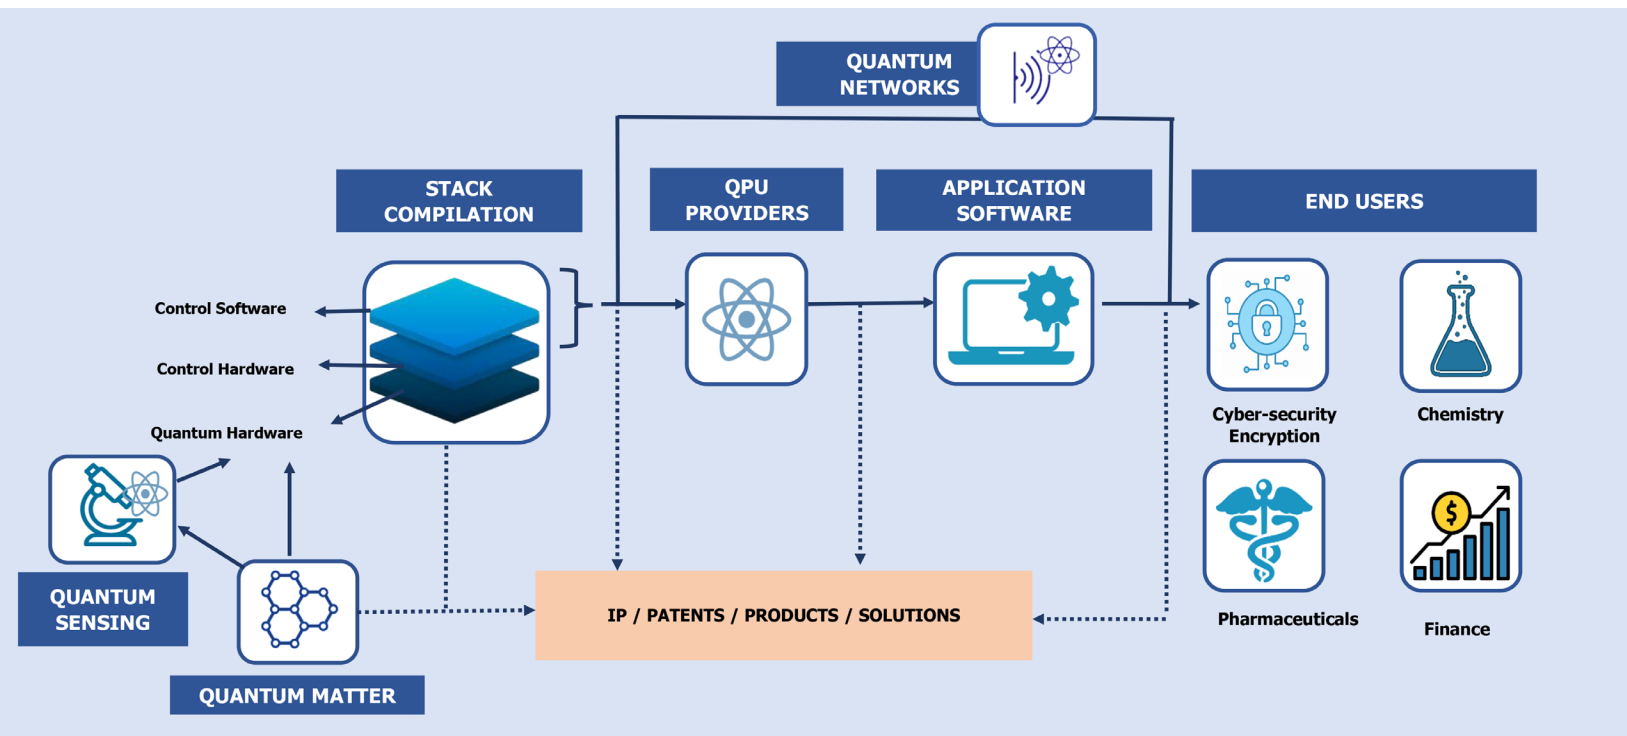 QUANTUM
NETWORKS
STACK
COMPILATION
QPU
PROVIDERS
APPLICATION
SOFTWARE
END USERS
Control Software
Control Hardware
Quantum Hardware
Cyber-security
Encryption
Chemistry
$
QUANTUM
SENSING
IP / PATENTS / PRODUCTS / SOLUTIONS
Pharmaceuticals
Finance
QUANTUM MATTER